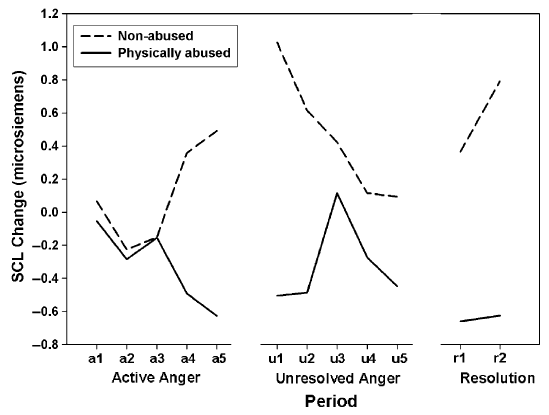 Non-abused
Physically abused
SCL Change (microsiemens)
1.2
1.0
0.8
0.6
0.4
0.2
0.0
−0.2
−0.4
−0.6
−0.8
a1 a2 a3 a4 a5 u1 u2 u3 u4 u5 r1 r2
Active Anger Unresolved Anger Resolution
Period